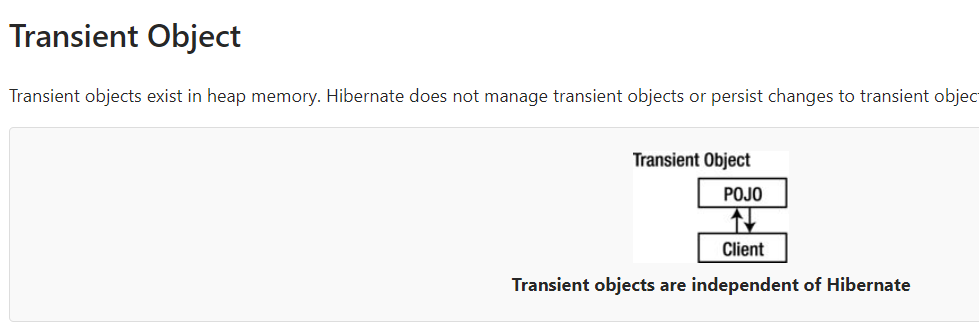 Transient Object
Transient objects exist in heap memory. Hibernate does not manage transient objects or persist changes to transient objec
Transient Object
POJO
Client
Transient objects are independent of Hibernate